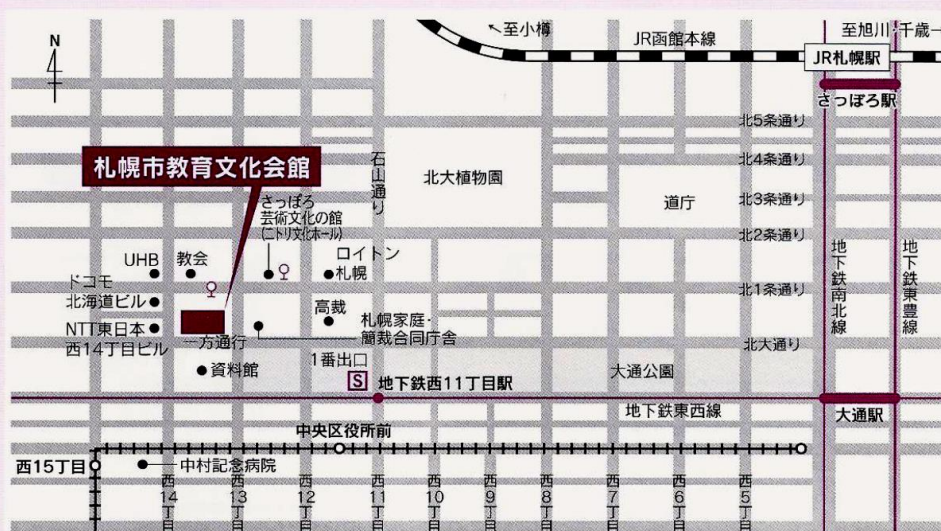 N
至小樽
JR函館本線
至旭川・千歳
JR札幌駅
さっぽろ駅
北5条通り
北4条通り
北3条通り
北2条通り
北1条通り
北大通り
札幌市教育文化会館
石山通り
北大植物園
道庁
さっぽろ
芸術文化の館
(ニトリ文化ホール)
UHB
教会
ロイトン
札幌
ドコモ
北海道ビル
NTT東日本
西14丁目ビル
一方通行
高裁
札幌家庭・
簡裁合同庁舎
地下鉄南北線
地下鉄東豊線
資料館
1番出口
S
地下鉄西11丁目駅
大通公園
地下鉄東西線
大通駅
中央区役所前
西15丁目
中村記念病院
西14丁目
西13丁目
西12丁目
西11丁目
西10丁目
西9丁目
西8丁目
西7丁目
西6丁目
西5丁目